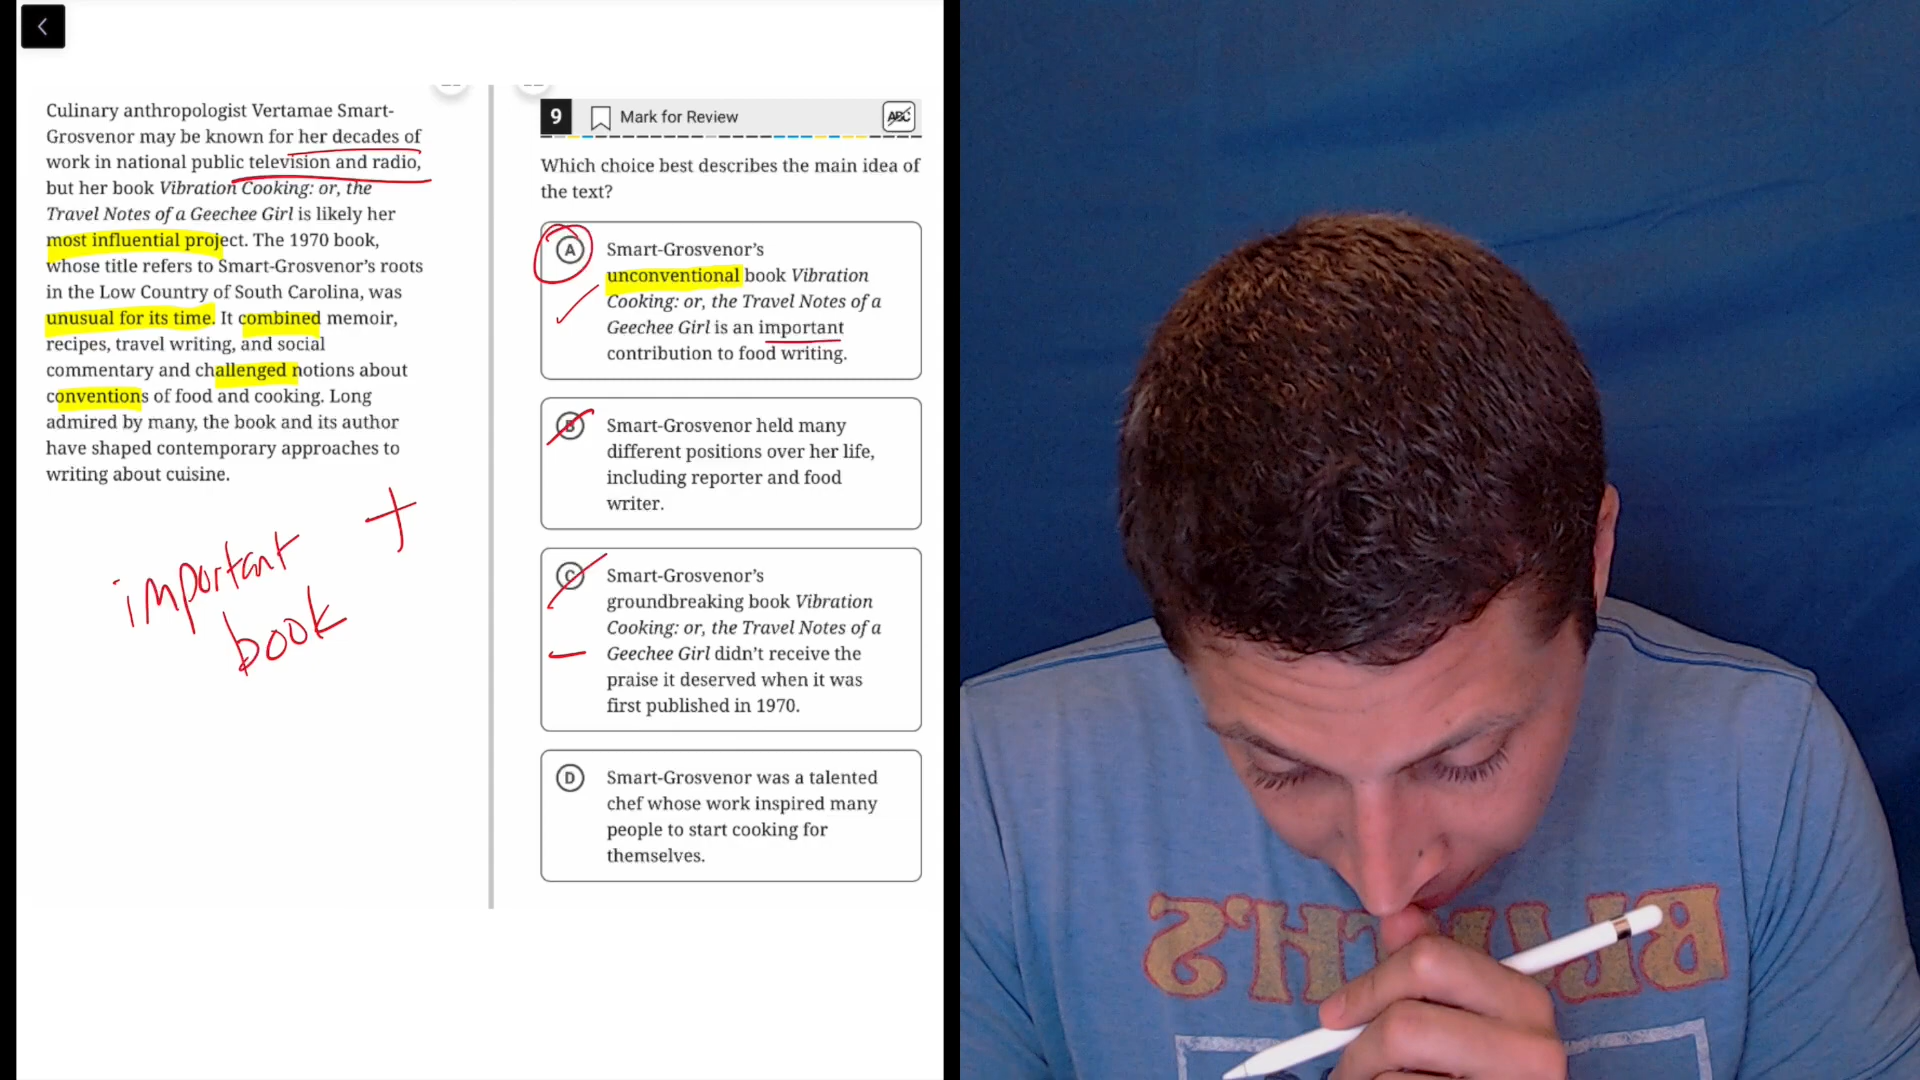 Culinary anthropologist Vertamae Smart-
Grosvenor may be known for her decades of
work in national public television and radio,
but her book Vibration Cooking: or, the
Travel Notes of a Geechee Girl is likely her
most influential project. The 1970 book,
whose title refers to Smart-Grosvenor’s roots
in the Low Country of South Carolina, was
unusual for its time. It combined memoir,
recipes, travel writing, and social
commentary and challenged notions about
conventions of food and cooking. Long
admired by many, the book and its author
have shaped contemporary approaches to
writing about cuisine.
important +
book
9 Mark for Review ABC
Which choice best describes the main idea of
the text?
A Smart-Grosvenor’s
unconventional book Vibration
Cooking: or, the Travel Notes of a
Geechee Girl is an important
contribution to food writing.
B Smart-Grosvenor held many
different positions over her life,
including reporter and food
writer.
C Smart-Grosvenor’s
groundbreaking book Vibration
Cooking: or, the Travel Notes of a
Geechee Girl didn’t receive the
praise it deserved when it was
first published in 1970.
D Smart-Grosvenor was a talented
chef whose work inspired many
people to start cooking for
themselves.